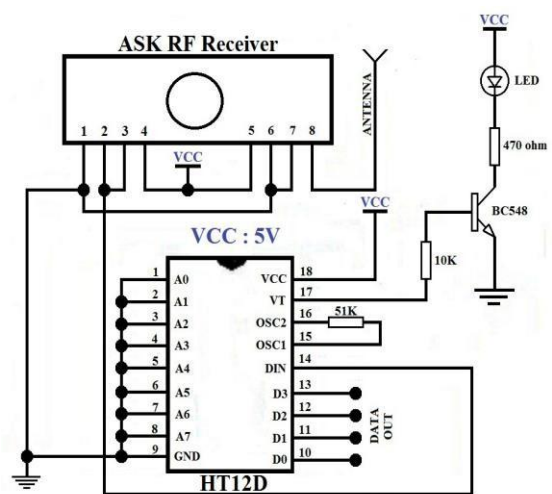 VCC
ASK RF Receiver
LED
ANTENNA
1 2 3 4 5 6 7 8
470 ohm
VCC
VCC
BC548
VCC : 5V
10K
1 A0 VCC 18
2 A1 VT 17
3 A2 OSC2 16 51K
4 A3 OSC1 15
5 A4 DIN 14
6 A5 D3 13
7 A6 D2 12
8 A7 D1 11
9 GND D0 10
DATA
OUT
HT12D